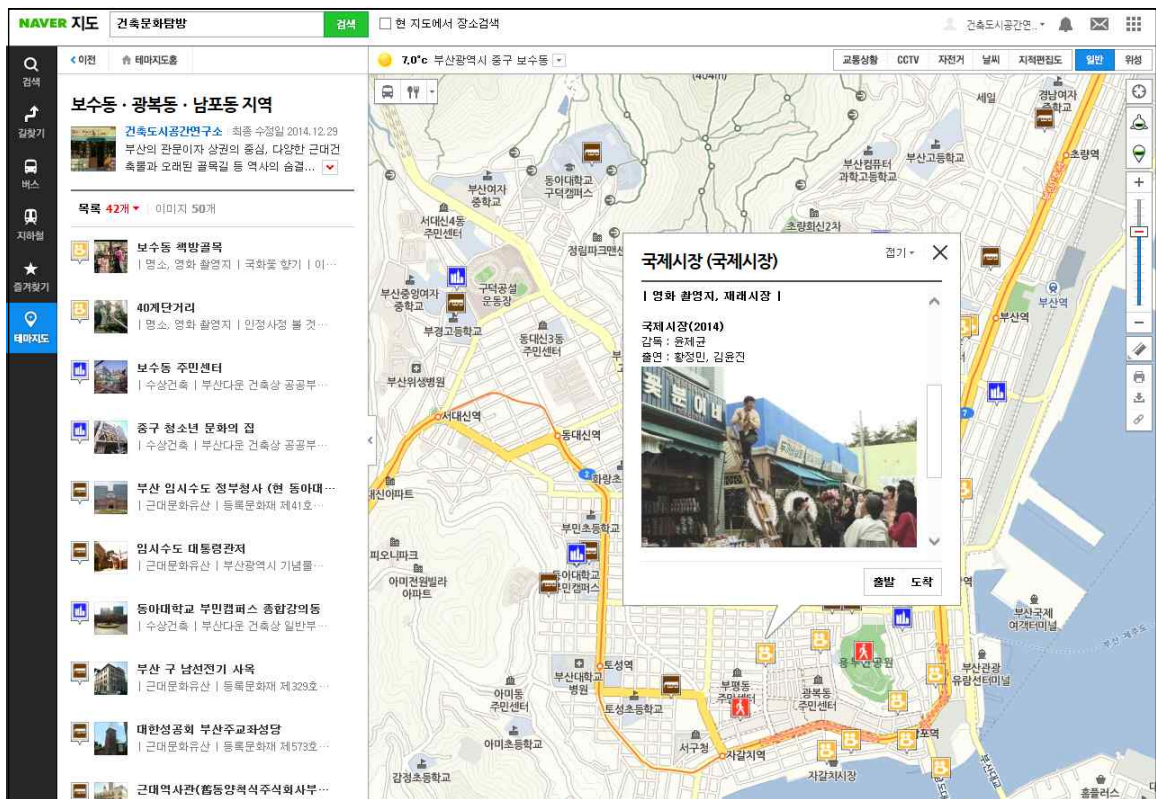 NAVER 지도
건축문화탐방
검색
현 지도에서 장소검색
건축도시공간연..
검색
길찾기
버스
지하철
즐겨찾기
테마지도
이전
테마지도홈
7.0°c 부산광역시 중구 보수동
교통상황 CCTV 자전거 날씨 지적편집도 일반 위성
보수동 · 광복동 · 남포동 지역
건축도시공간연구소 최종 수정일 2014.12.29
부산의 관문이자 상권의 중심, 다양한 근대건
축물과 오래된 골목길 등 역사의 숨결...
목록 42개 이미지 50개
보수동 책방골목
| 명소, 영화 촬영지 | 국화꽃 향기 | 이…
40계단거리
| 명소, 영화 촬영지 | 인정사정 볼 것…
보수동 주민센터
| 수상건축 | 부산다운 건축상 공공부…
중구 청소년 문화의 집
| 수상건축 | 부산다운 건축상 공공부…
부산 임시수도 정부청사 (현 동아대…
| 근대문화유산 | 등록문화재 제41호…
임시수도 대통령관저
| 근대문화유산 | 부산광역시 기념물…
동아대학교 부민캠퍼스 종합강의동
| 수상건축 | 부산다운 건축상 일반부…
부산 구 남선전기 사옥
| 근대문화유산 | 등록문화재 제329호…
대한성공회 부산주교좌성당
| 근대문화유산 | 등록문화재 제573호…
근대역사관(舊동양척식주식회사부…
(404m)
세일
경남여자
중학교
초량역
부산컴퓨터
과학고등학교
부산고등학교
동아대학교
구덕캠퍼스
부산여자
중학교
서대신4동
주민센터
초량힐신2차
정림파크맨션
구덕공설
운동장
부산중앙여자
중학교
부경고등학교
동대신3동
주민센터
부산위생병원
서대신역
동대신역
부산역
부산역
국제시장 (국제시장)
접기
| 영화 촬영지, 재래시장 |
국제시장(2014)
감독 : 윤제균
출연 : 황정민, 김윤진
꽃분이네
출발 도착
7
2
화랑초
대신아파트
부민초등학교
피오니파크
아미전원빌라
아파트
동아대학교
부민캠퍼스
부산국제
여객터미널
부산 제주도
용두산공원
부산관광
유람선터미널
토성역
부산대학교
병원
아미동
주민센터
토성초등학교
부평동
주민센터
광복동
주민센터
아미초등학교
서구청
자갈치역
남포역
자갈치시장
감정초등학교
부산대교
홈플러스